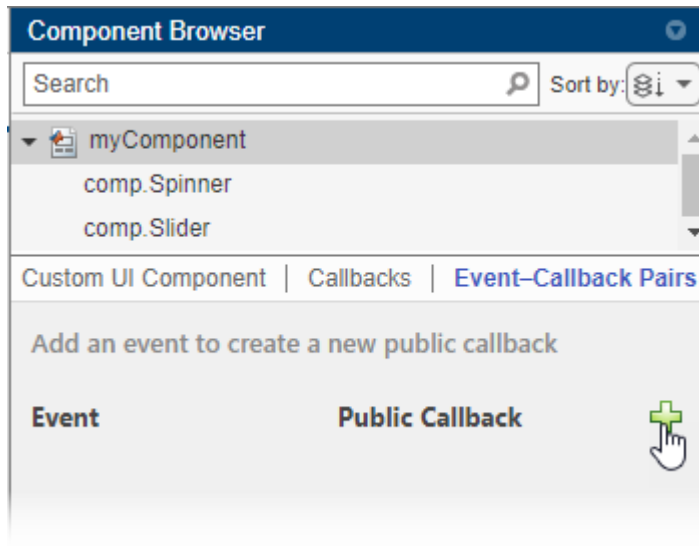 Component Browser
Search Sort by:
myComponent
comp.Spinner
comp.Slider
Custom UI Component | Callbacks | Event–Callback Pairs
Add an event to create a new public callback
Event Public Callback